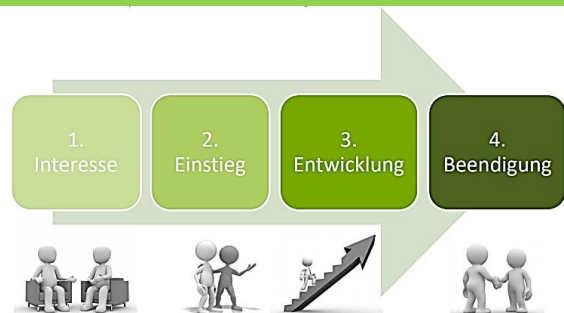 1.
Interesse
2.
Einstieg
3.
Entwicklung
4.
Beendigung